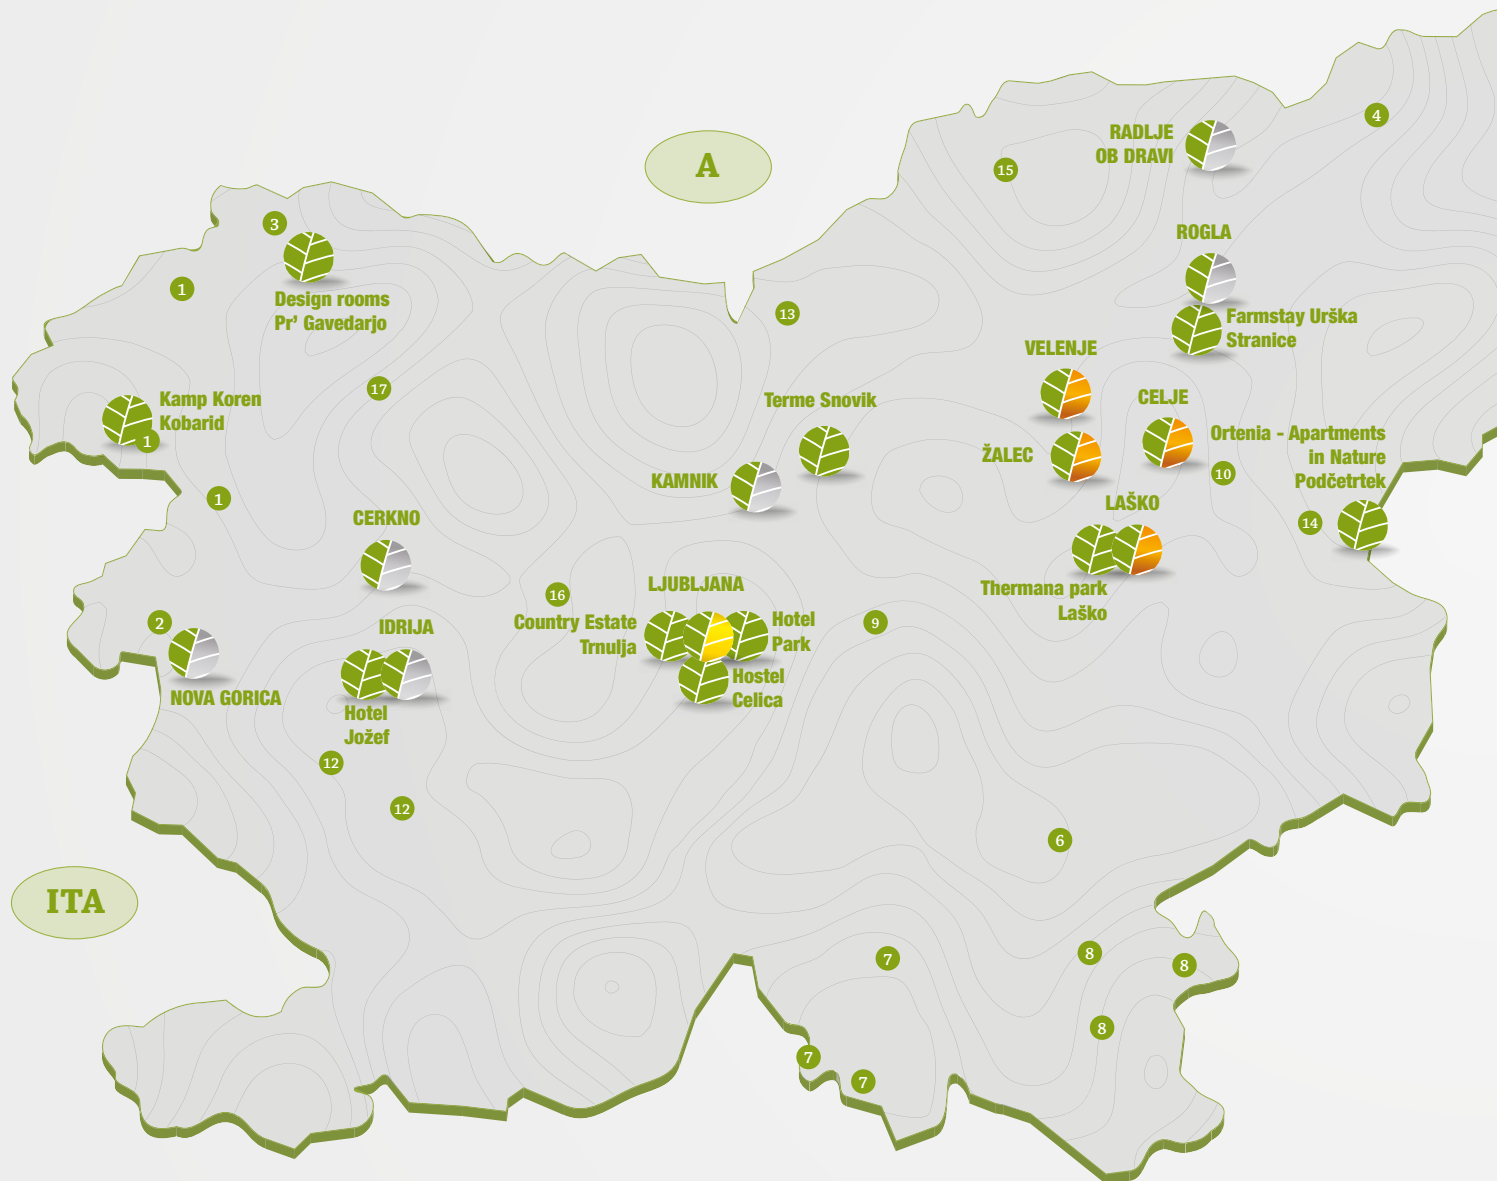 A
4
RADLJE
OB DRAVI
15
3
ROGLA
1
Design rooms
Pr' Gavedarjo
13
Farmstay Urška
Stranice
VELENJE
17
Kamp Koren
Kobarid
1
Terme Snovik
CELJE
Ortenia - Apartments
in Nature
Podčetrtek
ŽALEC
10
KAMNIK
1
CERKNO
LAŠKO
14
16
LJUBLJANA
Thermana park
Laško
2
IDRIJA
Country Estate
Trnulja
Hotel
Park
9
NOVA GORICA
Hostel
Celica
Hotel
Jožef
12
12
6
ITA
7
8
8
8
7
7